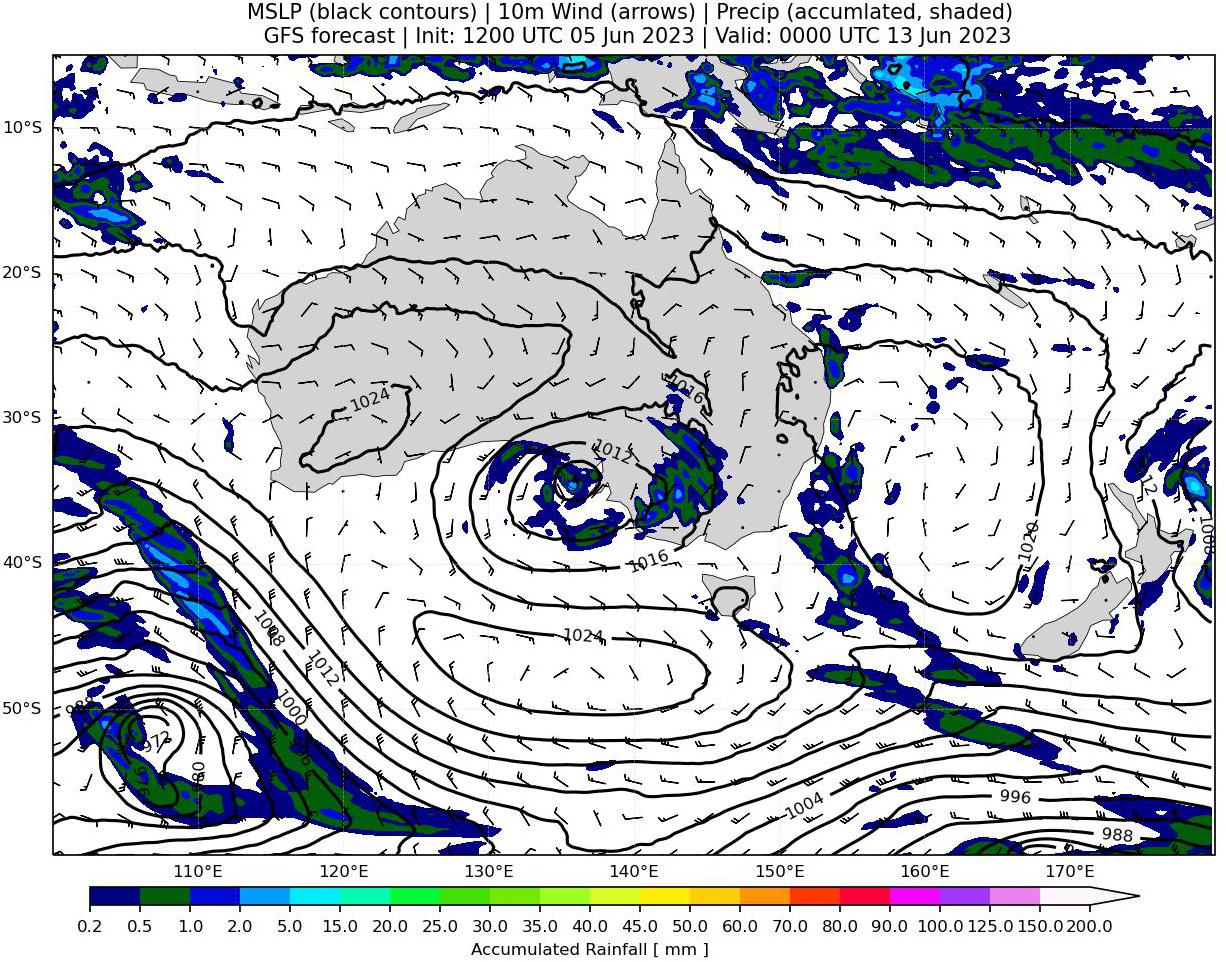 MSLP (black contours) | 10m Wind (arrows) | Precip (accumlated, shaded)
GFS forecast | Init: 1200 UTC 05 Jun 2023 | Valid: 0000 UTC 13 Jun 2023
10°S
20°S
1016
1024
30°S
1012
1012
1020
1008
40°S
1016
1008
1024
1012
50°S
988
1000
972
996
976
980
1004
996
988
110°E
120°E
130°E
140°E
150°E
160°E
170°E
0.2 0.5 1.0 2.0 5.0 10.0 15.0 20.0 25.0 30.0 35.0 40.0 45.0 50.0 60.0 70.0 80.0 90.0 100.0 125.0 150.0 200.0
Accumulated Rainfall [ mm ]